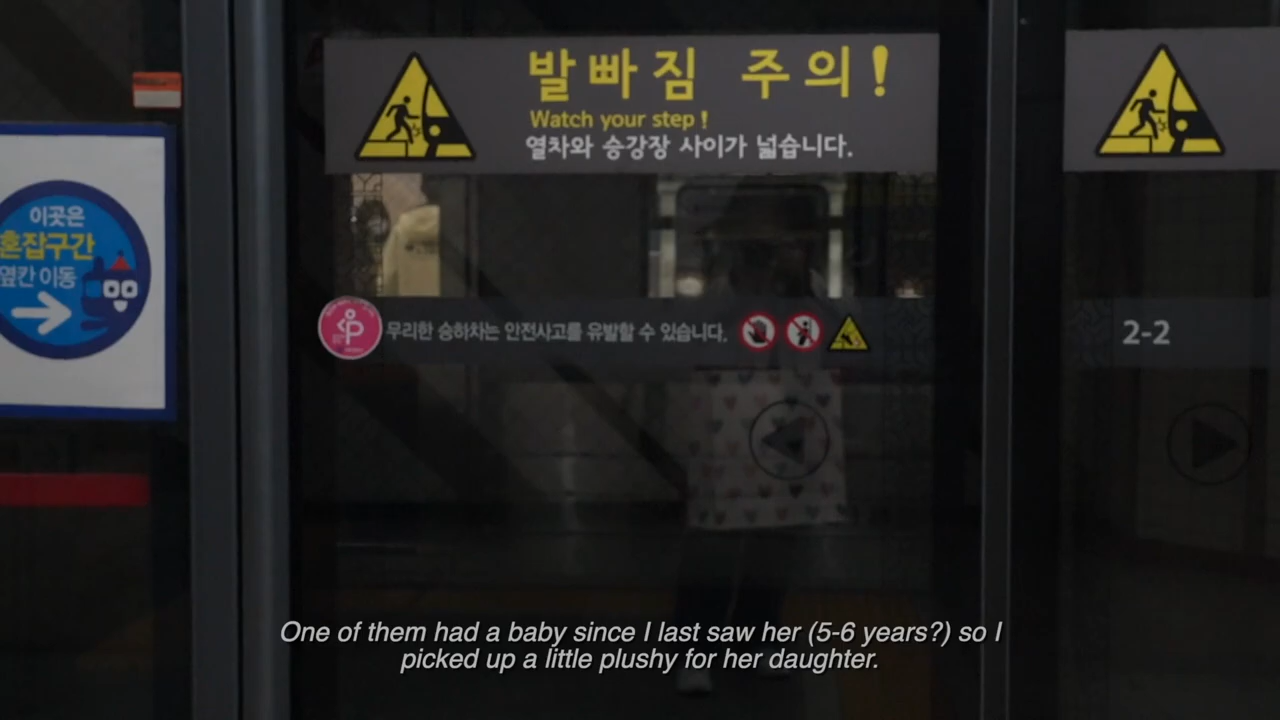 발빠짐 주의!
Watch your step !
열차와 승강장 사이가 넓습니다.
이곳은
혼잡구간
옆칸 이동
무리한 승하차는 안전사고를 유발할 수 있습니다.
2-2
One of them had a baby since I last saw her (5-6 years?) so I
picked up a little plushy for her daughter.